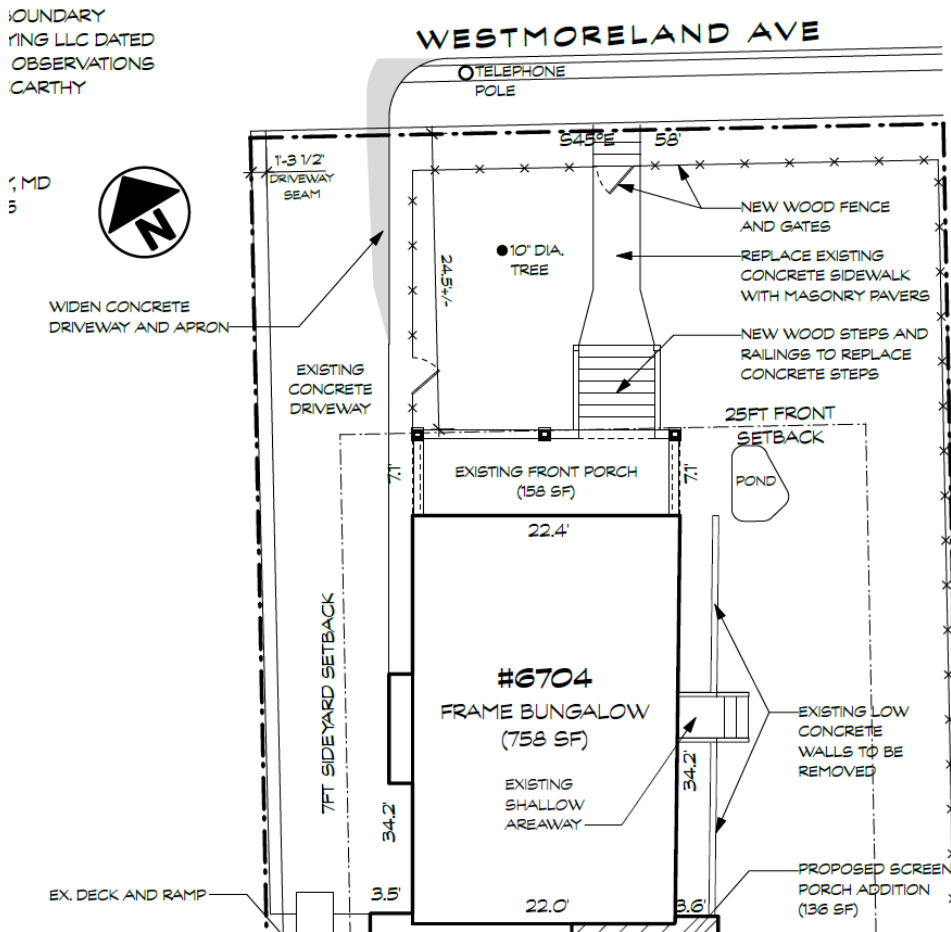 BOUNDARY
YING LLC DATED
OBSERVATIONS
CARTHY
WESTMORELAND AVE
TELEPHONE
POLE
S45°E 58'
1'-3 1/2"
DRIVEWAY
SEAM
, MD
N
NEW WOOD FENCE
AND GATES
10" DIA.
TREE
24.5'+/-
REPLACE EXISTING
CONCRETE SIDEWALK
WITH MASONRY PAVERS
WIDEN CONCRETE
DRIVEWAY AND APRON
NEW WOOD STEPS AND
RAILINGS TO REPLACE
CONCRETE STEPS
EXISTING
CONCRETE
DRIVEWAY
25FT FRONT
SETBACK
7.1'
EXISTING FRONT PORCH
(158 SF)
7.1'
POND
22.4'
7FT SIDEYARD SETBACK
#6704
FRAME BUNGALOW
(758 SF)
EXISTING LOW
CONCRETE
WALLS TO BE
REMOVED
EXISTING
SHALLOW
AREAWAY
34.2'
34.2'
EX. DECK AND RAMP
3.5'
22.0'
3.6'
PROPOSED SCREEN
PORCH ADDITION
(136 SF)